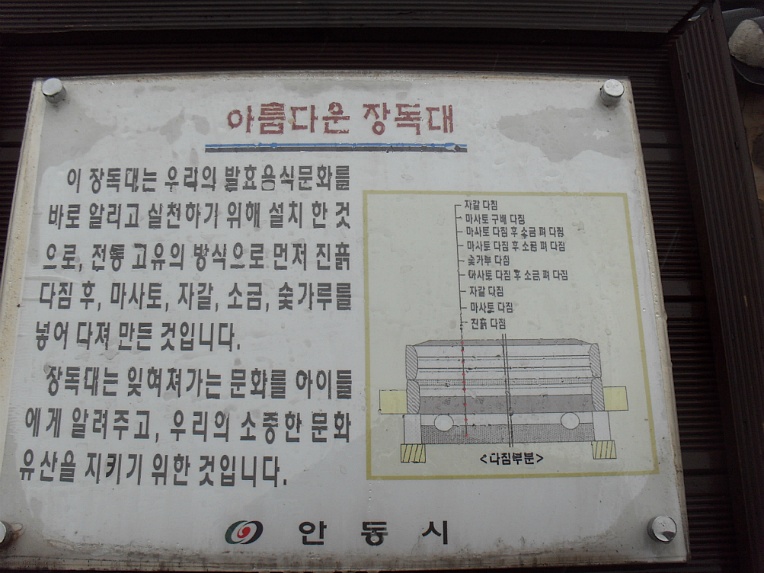 아름다운 장독대
이 장독대는 우리의 발효음식문화를
바로 알리고 실천하기 위해 설치 한 것
으로, 전통 고유의 방식으로 먼저 진흙
다짐 후, 마사토, 자갈, 소금, 숯가루를
넣어 다져 만든 것입니다.
장독대는 잊혀져가는 문화를 아이들
에게 알려주고, 우리의 소중한 문화
유산을 지키기 위한 것입니다.
자갈 다짐
마사토 구배 다짐
마사토 다짐 후 소금 펴 다짐
마사토 다짐 후 소금 펴 다짐
숯가루 다짐
마사토 다짐 후 소금 펴 다짐
자갈 다짐
마사토 다짐
진흙 다짐
<다짐부분>
안동시